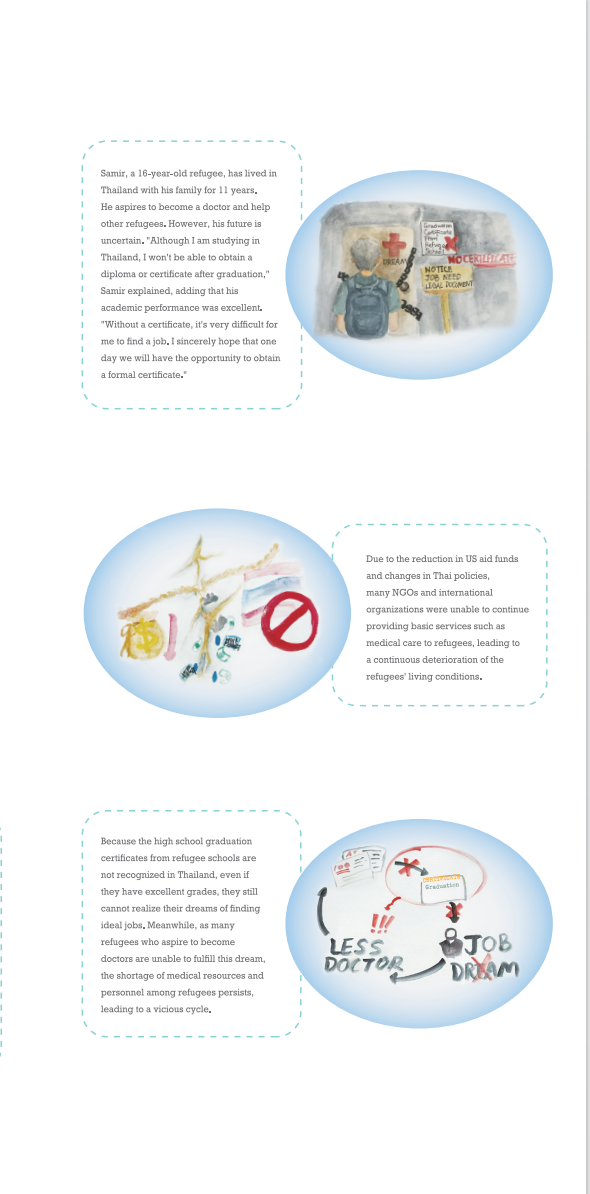 Samir, a 16-year-old refugee, has lived in
Thailand with his family for 11 years.
He aspires to become a doctor and help
other refugees. However, his future is
uncertain. "Although I am studying in
Thailand, I won't be able to obtain a
diploma or certificate after graduation,"
Samir explained, adding that his
academic performance was excellent.
"Without a certificate, it's very difficult for
me to find a job. I sincerely hope that one
day we will have the opportunity to obtain
a formal certificate."
DREAM
Graduation
Certificate
From
Refugee
School
NO CERTIFICATE
NOTICE
JOB NEED
LEGAL DOCUMENT
Due to the reduction in US aid funds
and changes in Thai policies,
many NGOs and international
organizations were unable to continue
providing basic services such as
medical care to refugees, leading to
a continuous deterioration of the
refugees' living conditions.
Because the high school graduation
certificates from refugee schools are
not recognized in Thailand, even if
they have excellent grades, they still
cannot realize their dreams of finding
ideal jobs. Meanwhile, as many
refugees who aspire to become
doctors are unable to fulfill this dream,
the shortage of medical resources and
personnel among refugees persists,
leading to a vicious cycle.
CERTIFICATE
Graduation
!!!
LESS
DOCTOR
JOB
DREAM